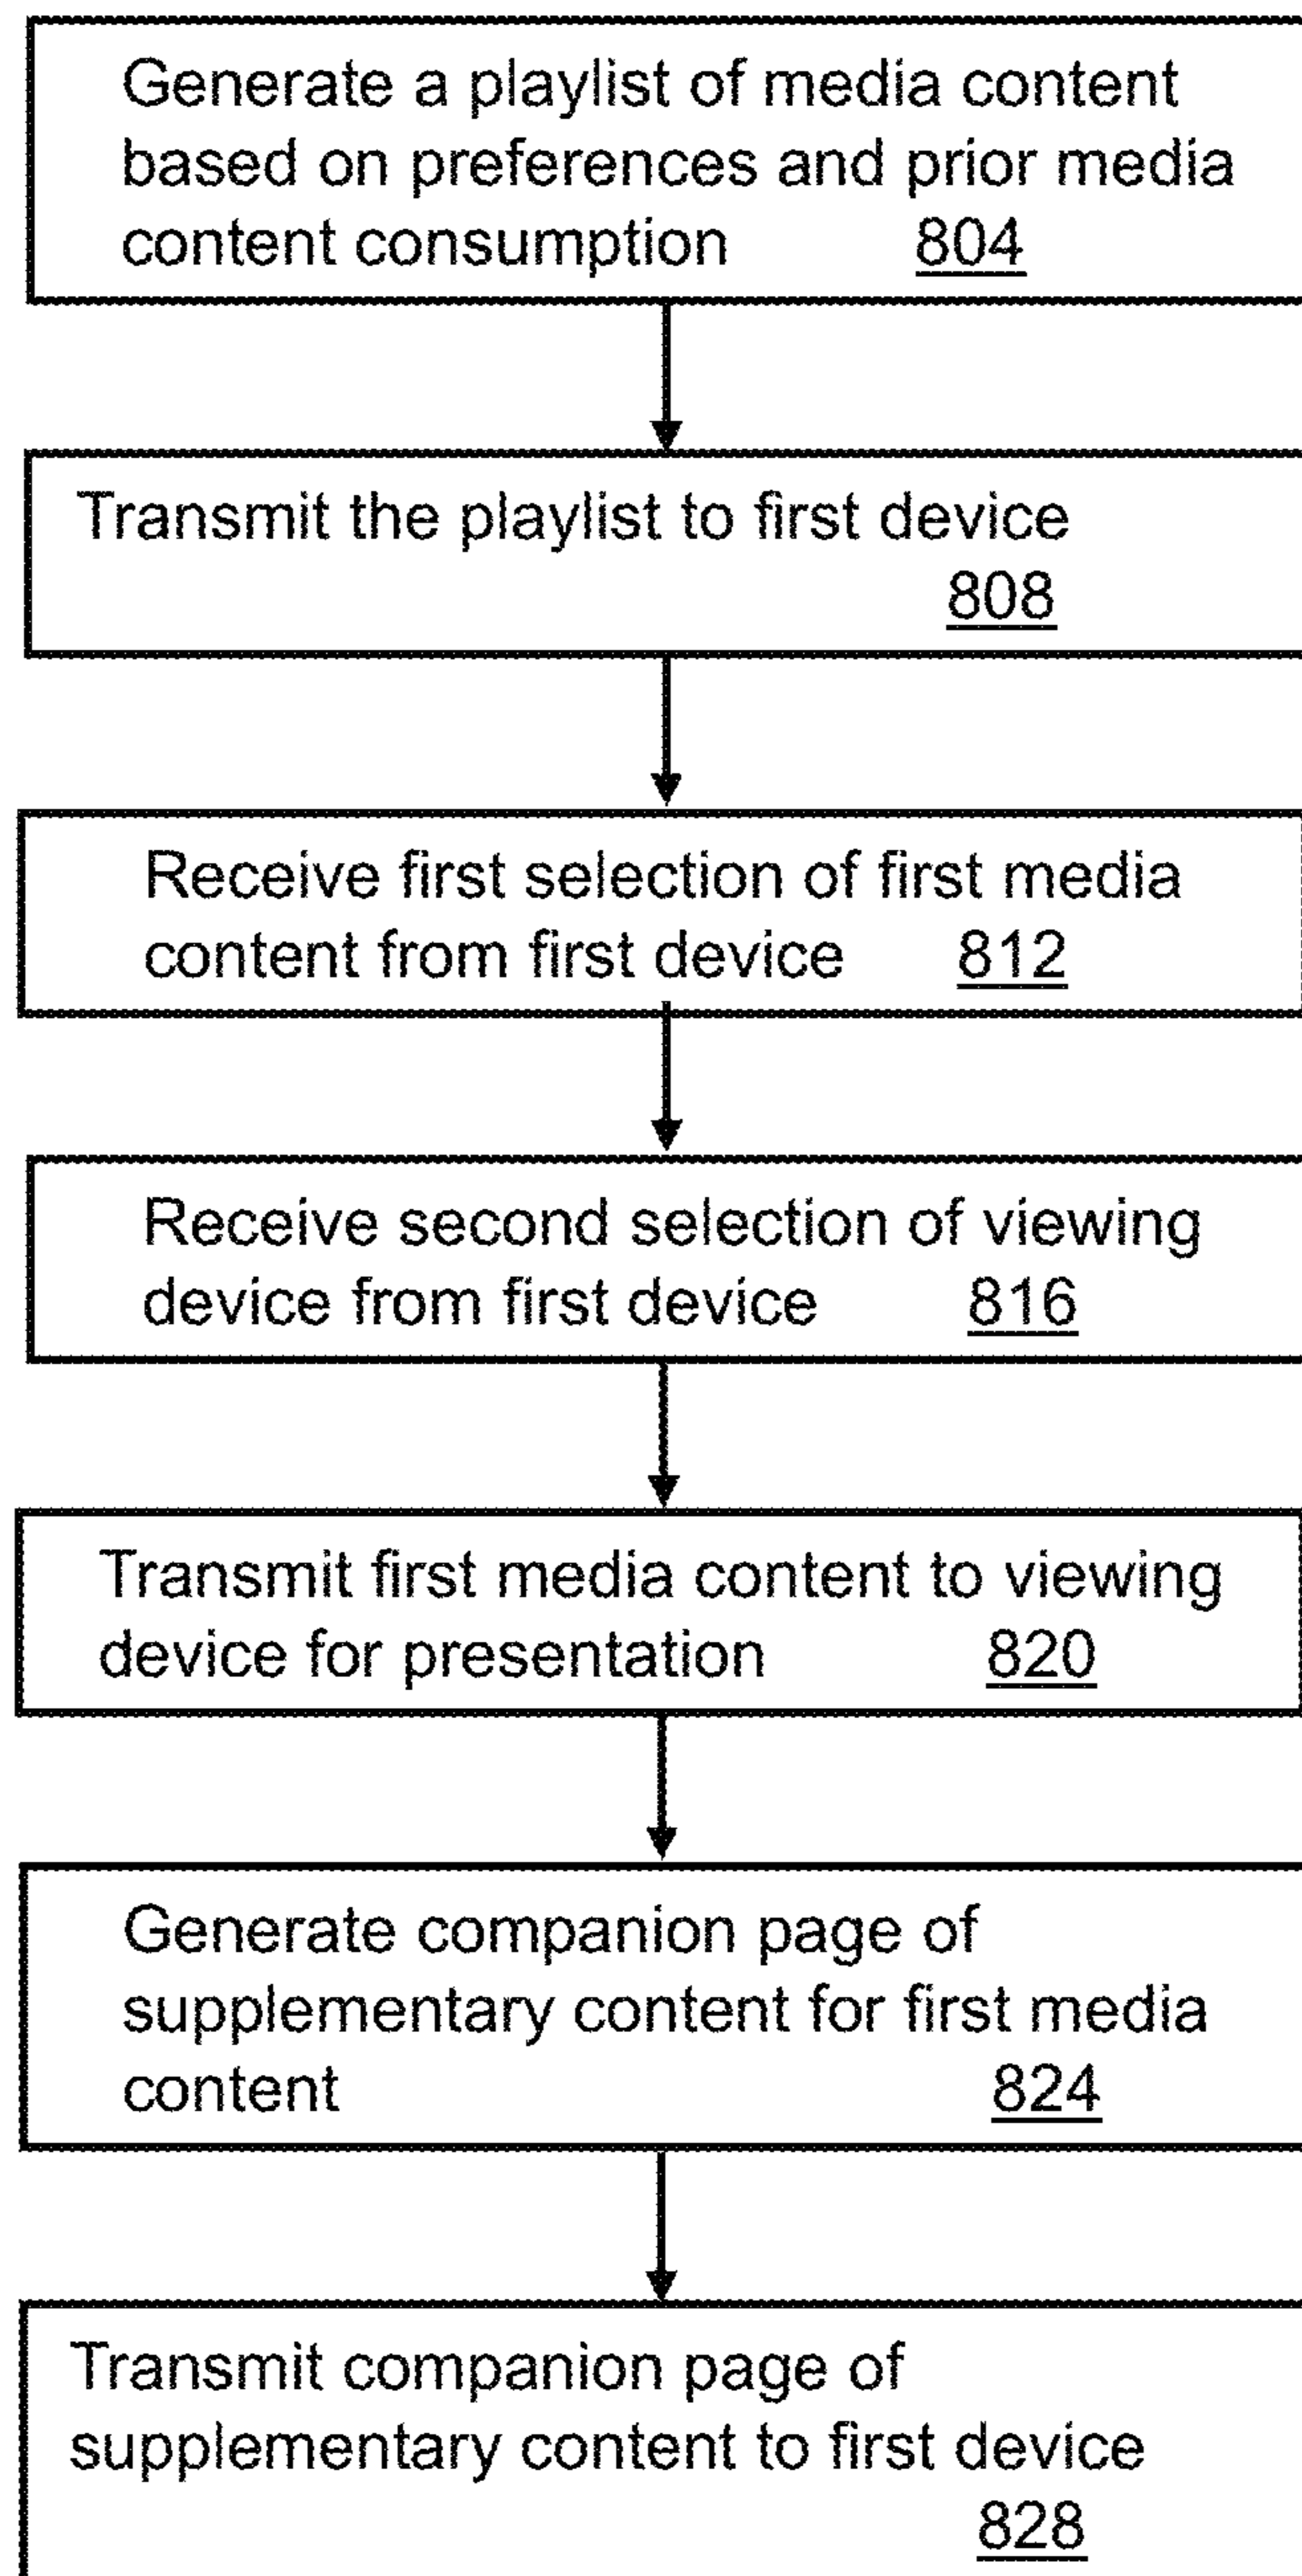 Generate a playlist of media content
based on preferences and prior media
content consumption 804
Transmit the playlist to first device
808
Receive first selection of first media
content from first device 812
Receive second selection of viewing
device from first device 816
Transmit first media content to viewing
device for presentation 820
Generate companion page of
supplementary content for first media
content 824
Transmit companion page of
supplementary content to first device
828